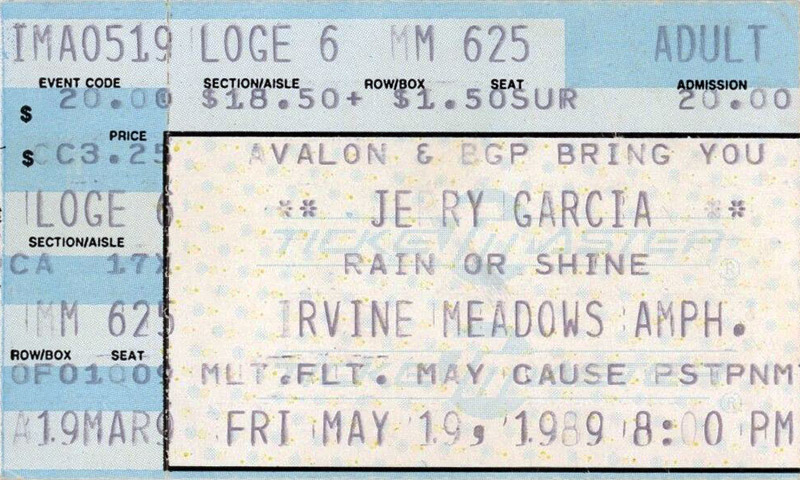 IMA0519 LOGE 6 MM 625 ADULT
EVENT CODE SECTION/AISLE ROW/BOX SEAT ADMISSION
$ 20.00 $18.50+ $1.50SUR 20.00
PRICE
$ CC3.25 AVALON & BGP BRING YOU
LOGE 6 ** JERRY GARCIA **
SECTION/AISLE TICKETMASTER ®
CA 17X RAIN OR SHINE
MM 625 IRVINE MEADOWS AMPH.
ROW/BOX SEAT
OF01009 MLT.FLT. MAY CAUSE PSTPNMT
A19MAR9 FRI MAY 19, 1989 8:00 PM